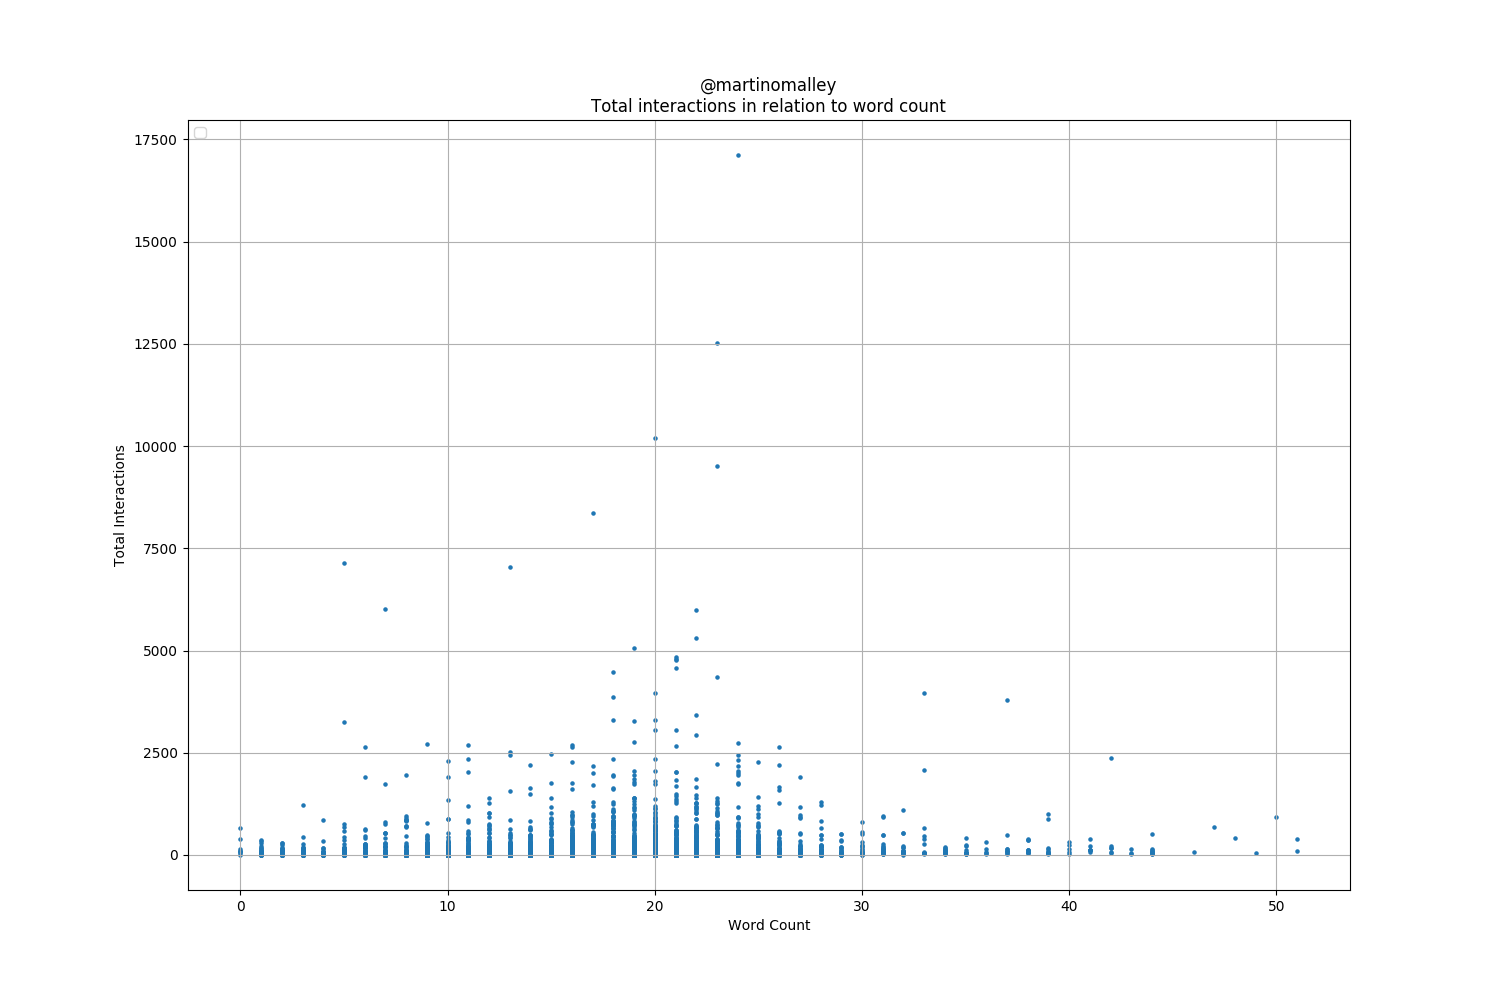 @martinomalley
Total interactions in relation to word count
17500
15000
12500
10000
7500
5000
2500
0
Total Interactions
0 10 20 30 40 50
Word Count